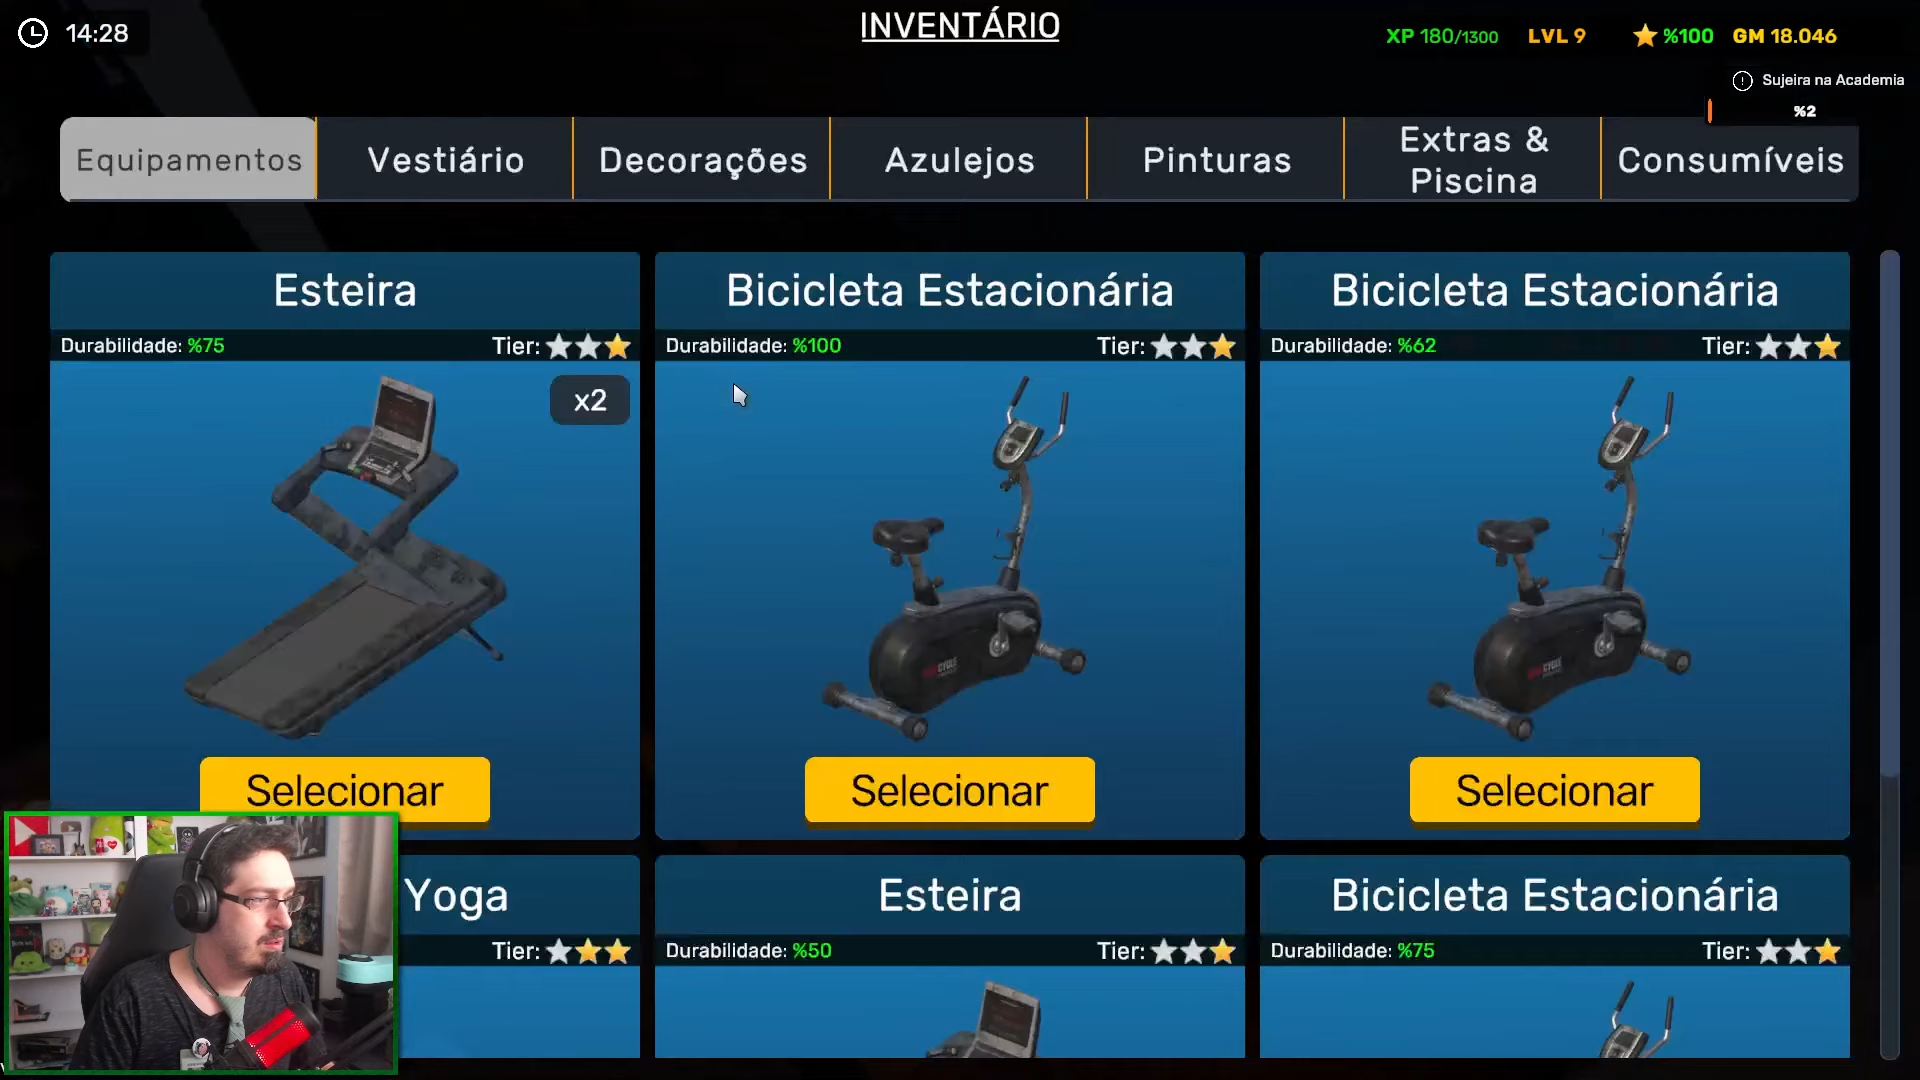 14:28
INVENTÁRIO
XP 180/1300 LVL 9 %100 GM 18.046
Sujeira na Academia
%2
Equipamentos
Vestiário
Decorações
Azulejos
Pinturas
Extras &
Piscina
Consumíveis
Esteira
Durabilidade: %75 Tier:
x2
Selecionar
Bicicleta Estacionária
Durabilidade: %100 Tier:
Selecionar
Bicicleta Estacionária
Durabilidade: %62 Tier:
Selecionar
Yoga
Tier:
Esteira
Durabilidade: %50 Tier:
Bicicleta Estacionária
Durabilidade: %75 Tier: